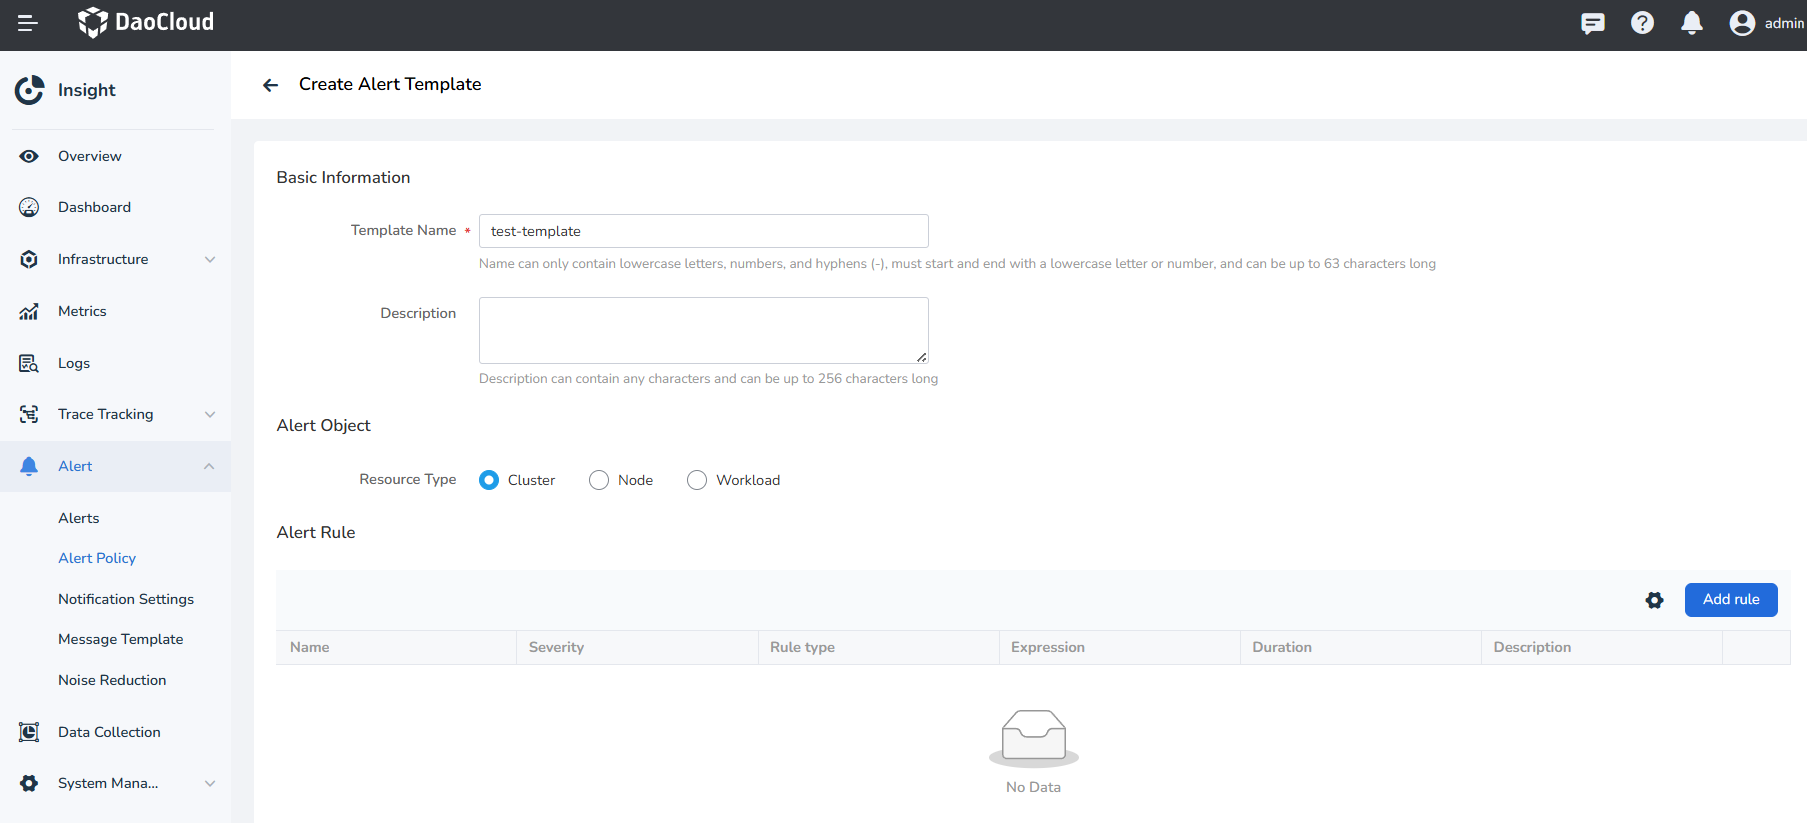 DaoCloud
admin
Insight
Create Alert Template
Overview
Dashboard
Infrastructure
Metrics
Logs
Trace Tracking
Alert
Alerts
Alert Policy
Notification Settings
Message Template
Noise Reduction
Data Collection
System Mana...
Basic Information
Template Name * test-template
Name can only contain lowercase letters, numbers, and hyphens (-), must start and end with a lowercase letter or number, and can be up to 63 characters long
Description
Description can contain any characters and can be up to 256 characters long
Alert Object
Resource Type Cluster Node Workload
Alert Rule
Add rule
Name Severity Rule type Expression Duration Description
No Data